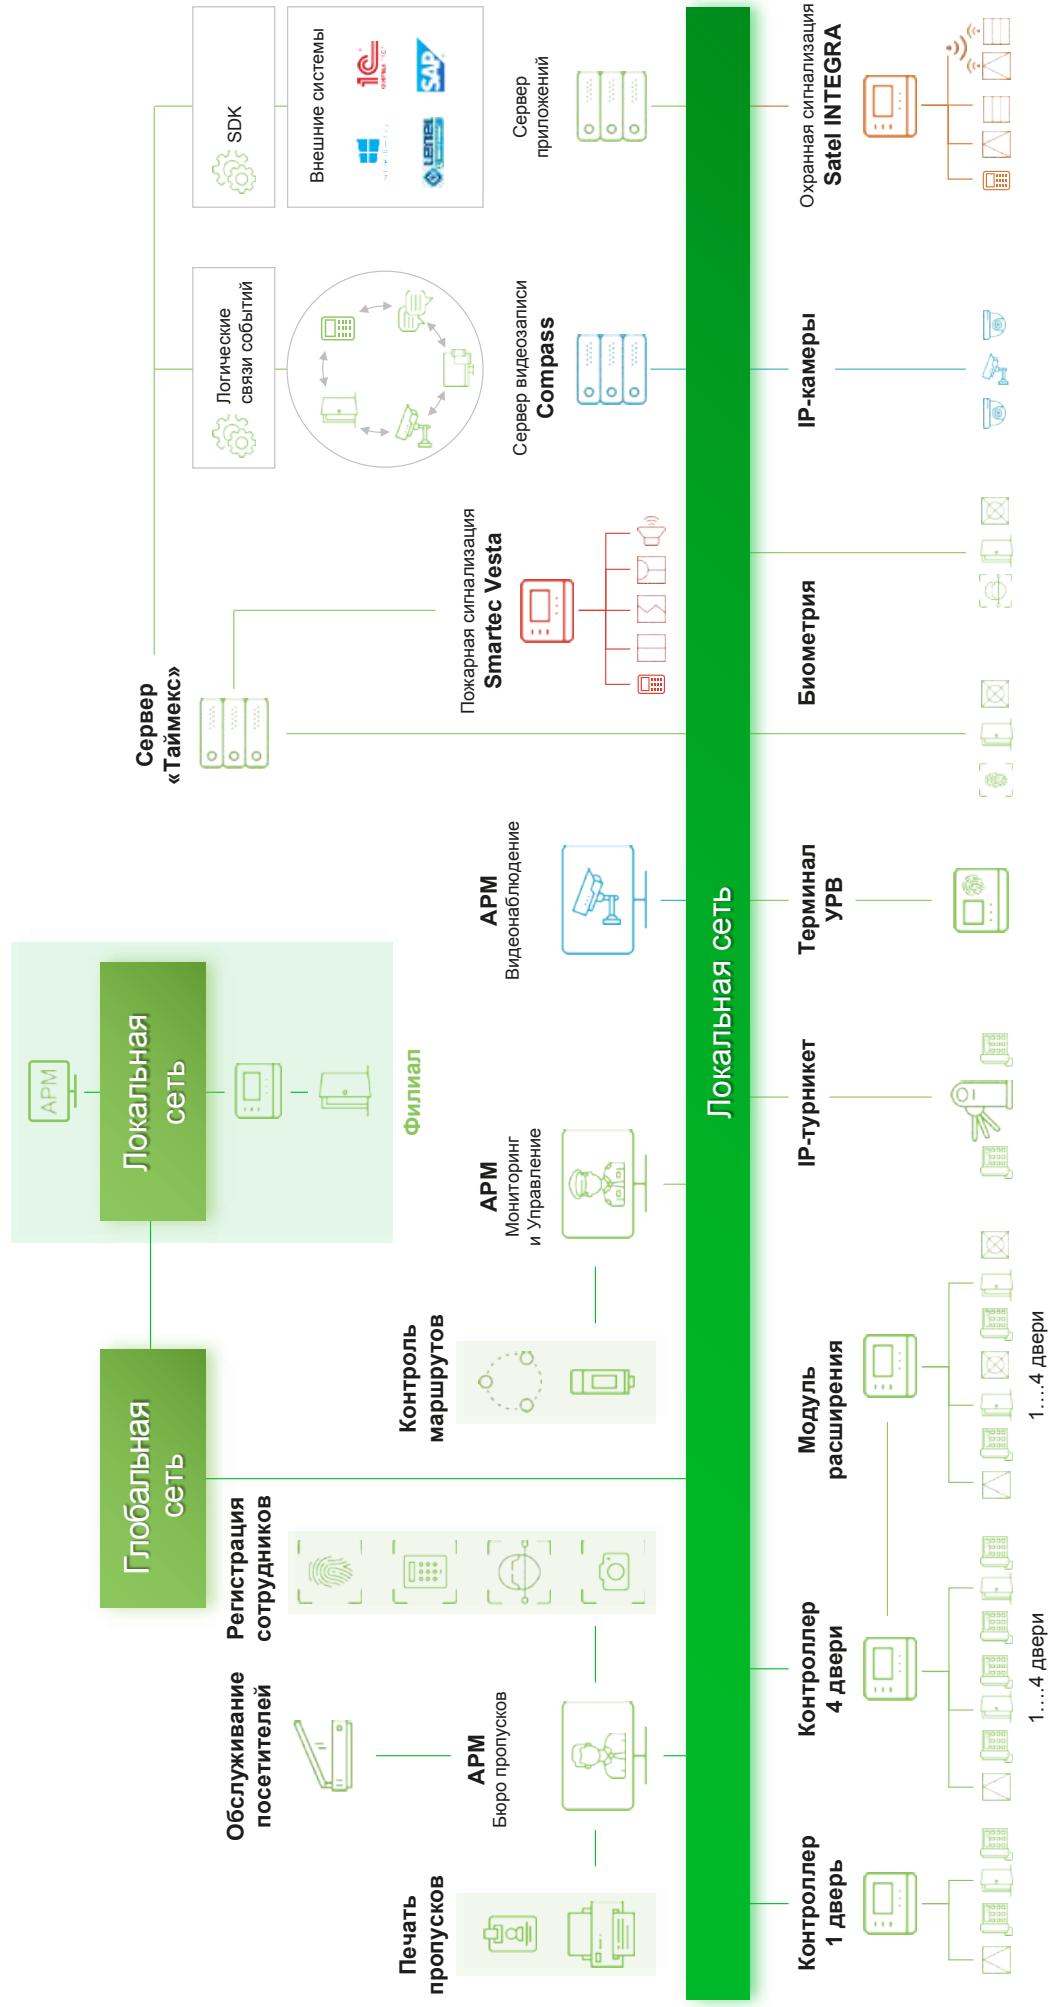 Глобальная
сеть
АРМ
Локальная
сеть
Филиал
Сервер
«Таймекс»
SDK
Логические
связи событий
Внешние системы
1С
SAP
LENEL
Обслуживание
посетителей
Регистрация
сотрудников
Печать
пропусков
АРМ
Бюро пропусков
Контроль
маршрутов
АРМ
Мониторинг
и Управление
АРМ
Видеонаблюдение
Пожарная сигнализация
Smartec Vesta
Сервер видеозаписи
Compass
Сервер
приложений
Локальная сеть
Контроллер
1 дверь
Контроллер
4 двери
1....4 двери
Модуль
расширения
1....4 двери
IP-турникет
Терминал
УРВ
Биометрия
IP-камеры
Охранная сигнализация
Satel INTEGRA